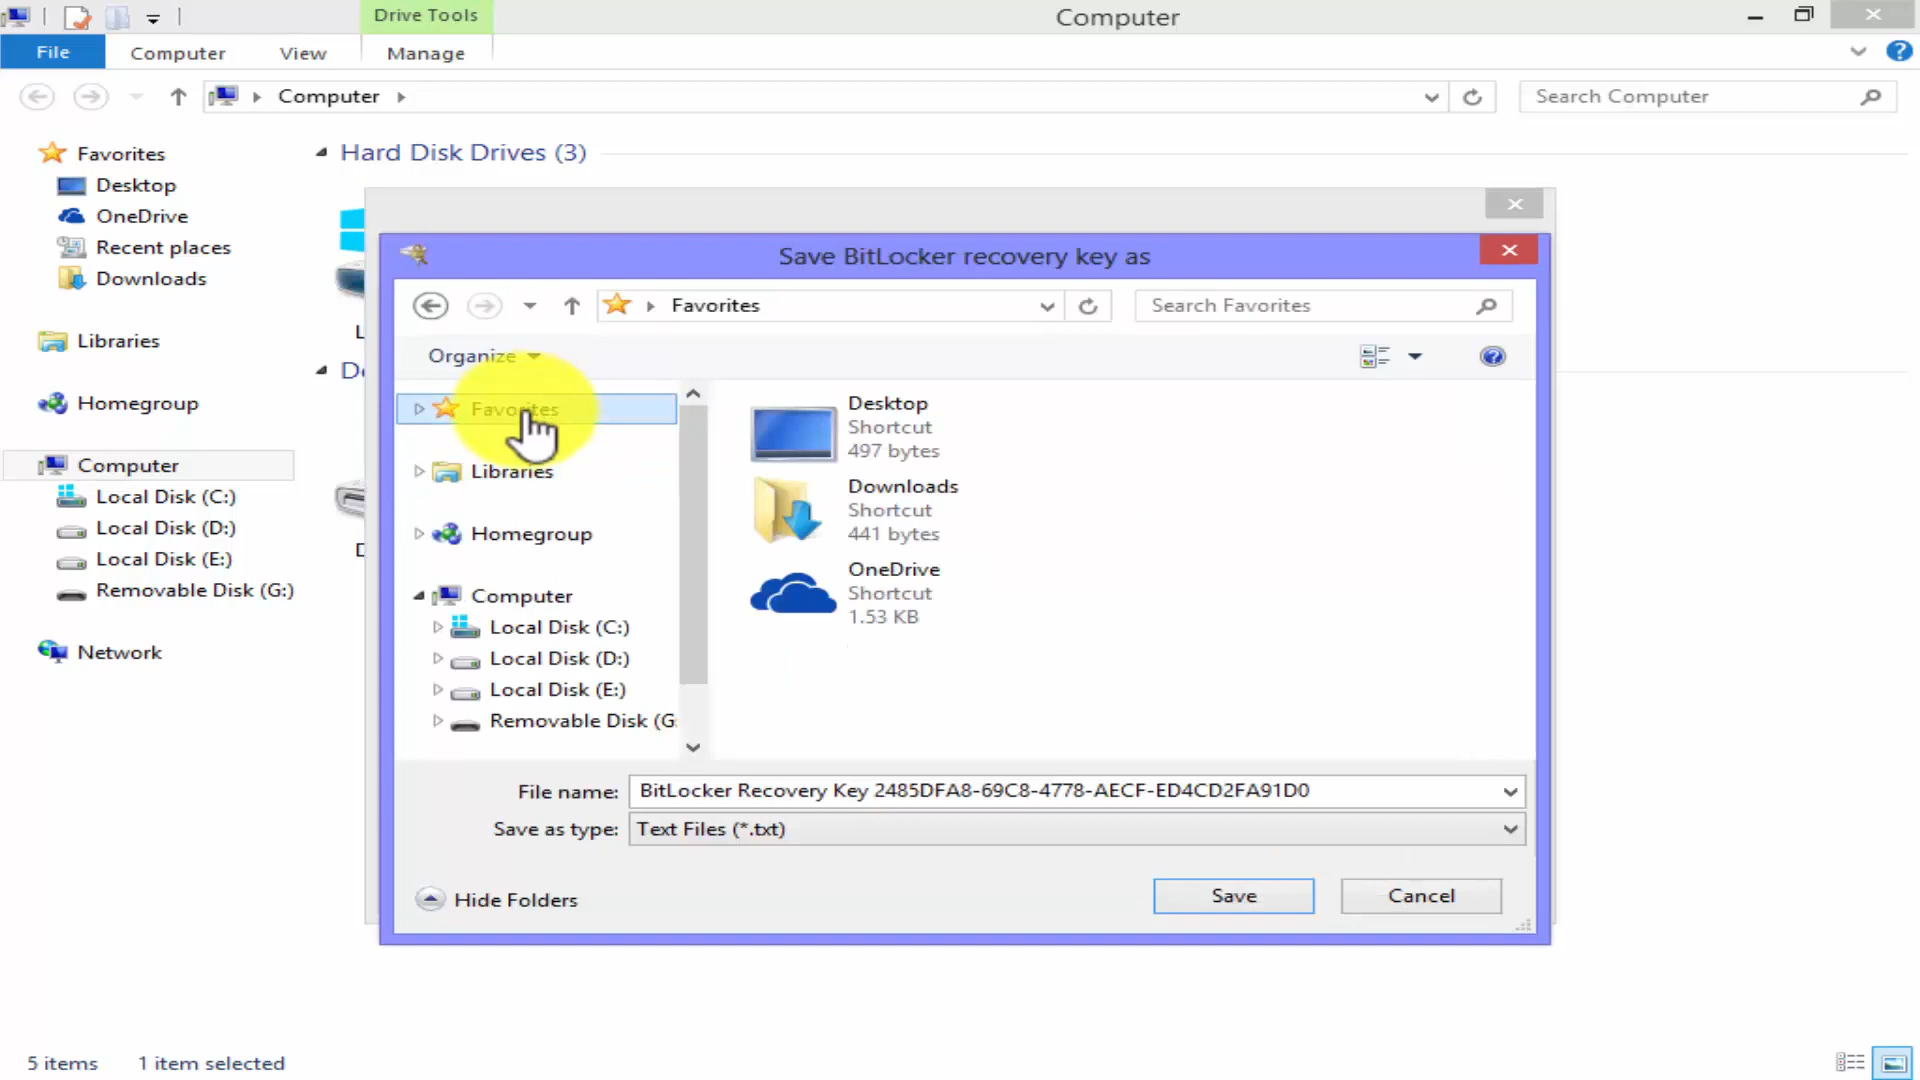 Drive Tools
Computer
File
Computer
View
Manage
Computer
Search Computer
Favorites
Desktop
OneDrive
Recent places
Downloads
Libraries
Homegroup
Computer
Local Disk (C:)
Local Disk (D:)
Local Disk (E:)
Removable Disk (G:)
Network
Hard Disk Drives (3)
L
D
Save BitLocker recovery key as
Favorites
Search Favorites
Organize
Favorites
Libraries
Homegroup
Computer
Local Disk (C:)
Local Disk (D:)
Local Disk (E:)
Removable Disk (G:
Desktop
Shortcut
497 bytes
Downloads
Shortcut
441 bytes
OneDrive
Shortcut
1.53 KB
File name: BitLocker Recovery Key 2485DFA8-69C8-4778-AECF-ED4CD2FA91D0
Save as type: Text Files (*.txt)
Hide Folders
Save
Cancel
5 items
1 item selected